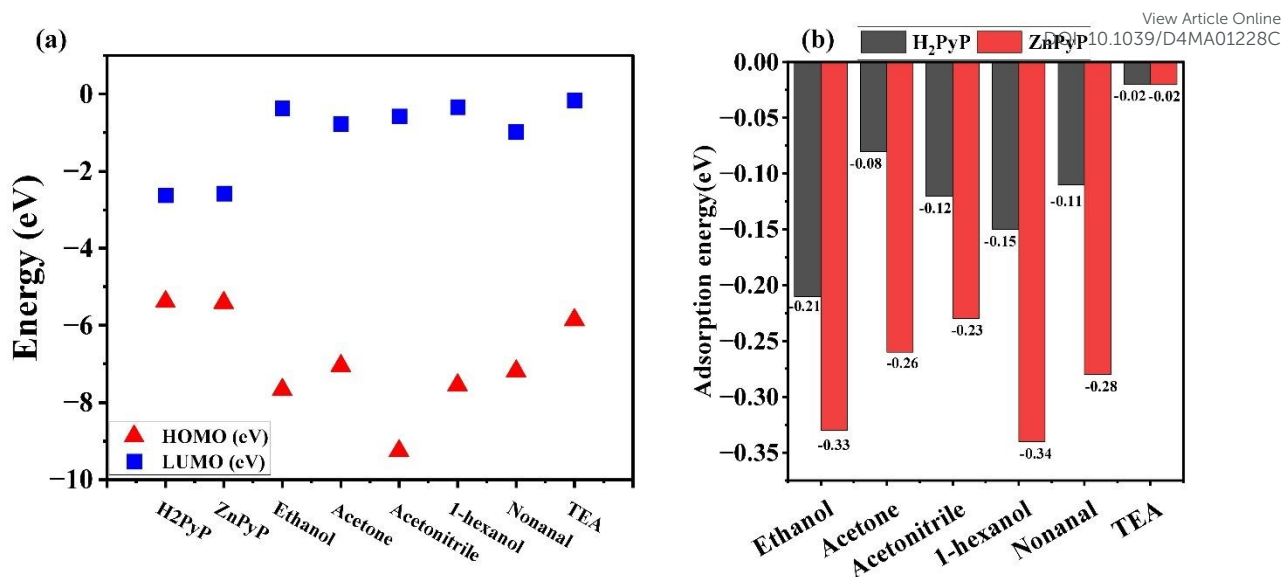 View Article Online
DOI: 10.1039/D4MA01228C
(a)
Energy (eV)
0
−2
−4
−6
−8
−10
HOMO (eV)
LUMO (eV)
H2PyP
ZnPyP
Ethanol
Acetone
Acetonitrile
1-hexanol
Nonanal
TEA
(b)
H₂PyP
ZnPyP
Adsorption energy(eV)
0.00
−0.05
−0.10
−0.15
−0.20
−0.25
−0.30
−0.35
-0.21
-0.33
-0.08
-0.26
-0.12
-0.23
-0.15
-0.34
-0.11
-0.28
-0.02
-0.02
Ethanol
Acetone
Acetonitrile
1-hexanol
Nonanal
TEA